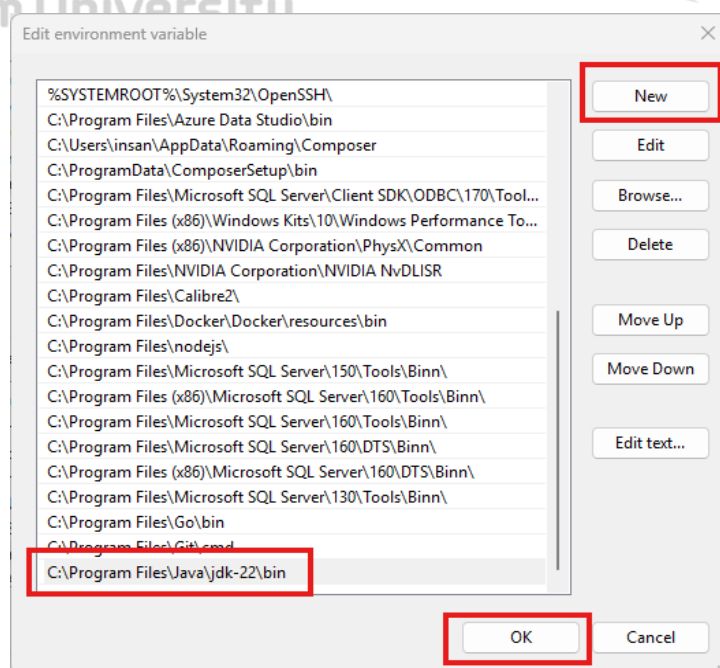 m University
Edit environment variable
%SYSTEMROOT%\System32\OpenSSH\
C:\Program Files\Azure Data Studio\bin
C:\Users\insan\AppData\Roaming\Composer
C:\ProgramData\ComposerSetup\bin
C:\Program Files\Microsoft SQL Server\Client SDK\ODBC\170\Tool...
C:\Program Files (x86)\Windows Kits\10\Windows Performance To...
C:\Program Files (x86)\NVIDIA Corporation\PhysX\Common
C:\Program Files\NVIDIA Corporation\NVIDIA NvDLISR
C:\Program Files\Calibre2\
C:\Program Files\Docker\Docker\resources\bin
C:\Program Files\nodejs\
C:\Program Files\Microsoft SQL Server\150\Tools\Binn\
C:\Program Files (x86)\Microsoft SQL Server\160\Tools\Binn\
C:\Program Files\Microsoft SQL Server\160\Tools\Binn\
C:\Program Files\Microsoft SQL Server\160\DTS\Binn\
C:\Program Files (x86)\Microsoft SQL Server\160\DTS\Binn\
C:\Program Files\Microsoft SQL Server\130\Tools\Binn\
C:\Program Files\Go\bin
C:\Program Files\Git\cmd
C:\Program Files\Java\jdk-22\bin
New
Edit
Browse...
Delete
Move Up
Move Down
Edit text...
OK
Cancel